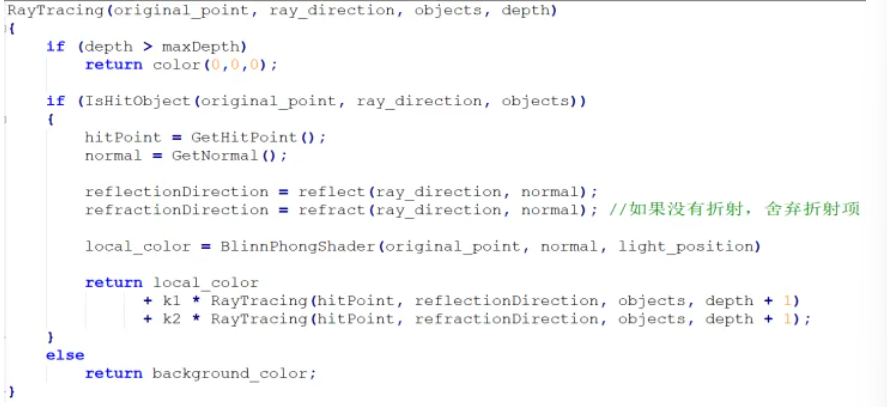 RayTracing(original_point, ray_direction, objects, depth)
{
if (depth > maxDepth)
return color(0,0,0);
if (IsHitObject(original_point, ray_direction, objects))
{
hitPoint = GetHitPoint();
normal = GetNormal();
reflectionDirection = reflect(ray_direction, normal);
refractionDirection = refract(ray_direction, normal); //如果没有折射，舍弃折射项
local_color = BlinnPhongShader(original_point, normal, light_position)
return local_color
+ k1 * RayTracing(hitPoint, reflectionDirection, objects, depth + 1)
+ k2 * RayTracing(hitPoint, refractionDirection, objects, depth + 1);
}
else
return background_color;
}